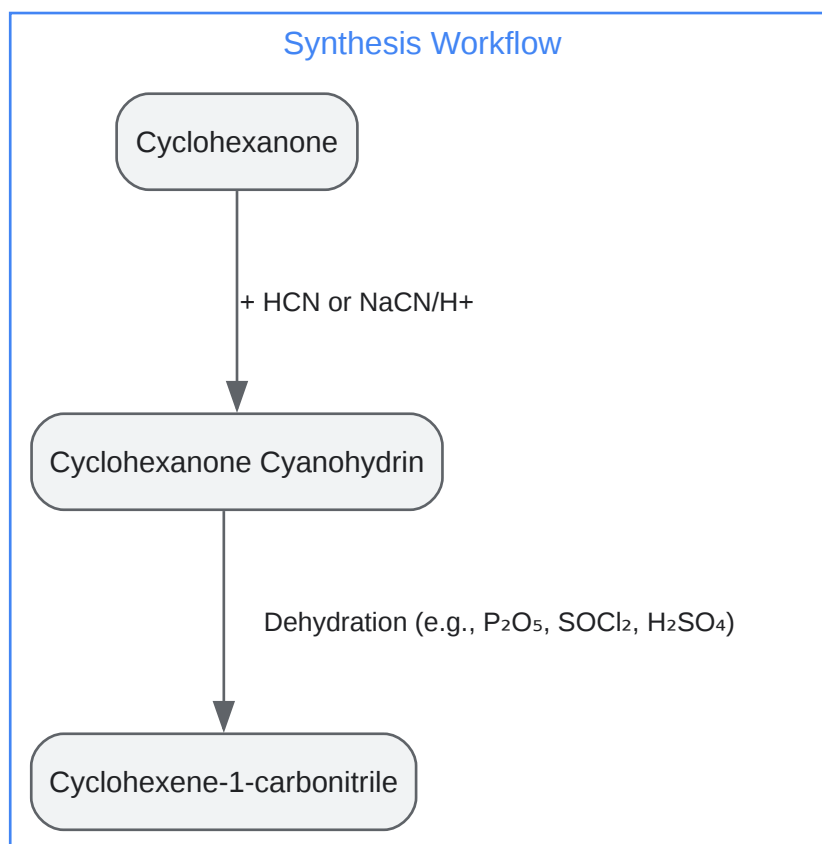 Synthesis Workflow
Cyclohexanone
+ HCN or NaCN/H+
Cyclohexanone Cyanohydrin
Dehydration (e.g., P₂O₅, SOCl₂, H₂SO₄)
Cyclohexene-1-carbonitrile